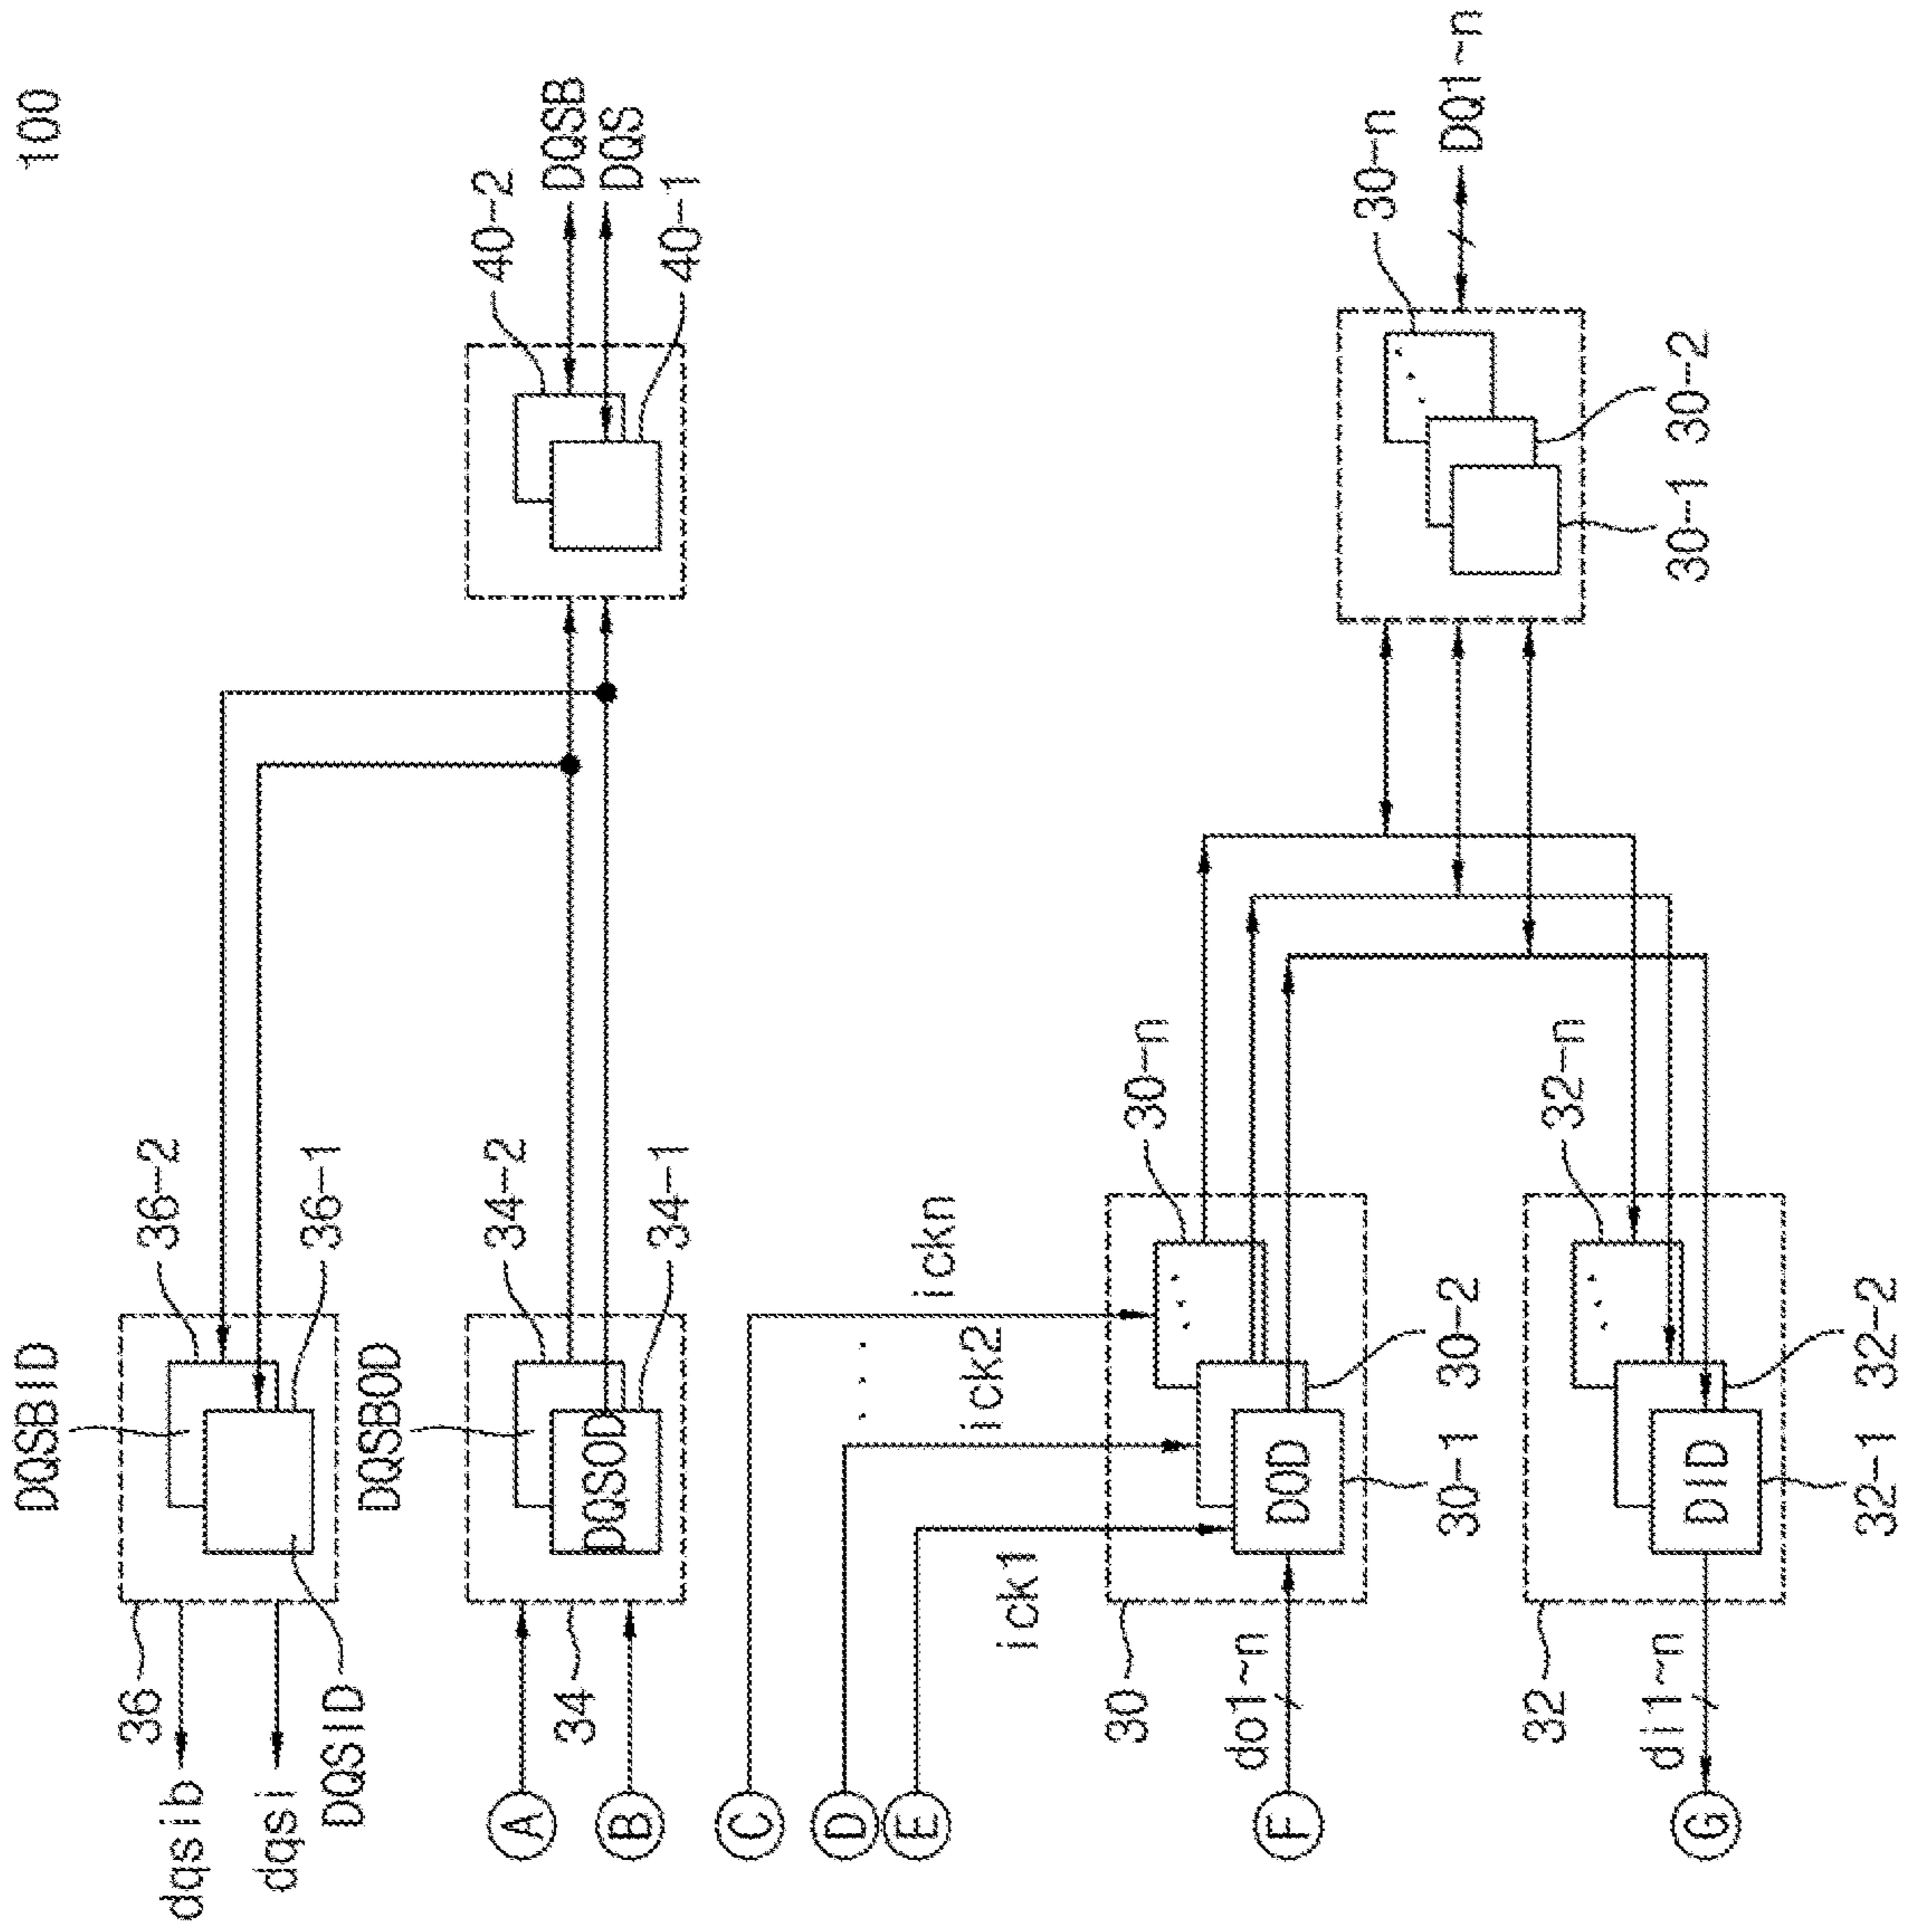 100
DQSBID
36-2
36-1
36
dqsib
dqsi
DQSID
DQSBOD
34-2
DQSOD
34-1
34
A
B
40-2
DQSB
DQS
40-1
C
ickn
D
ick2
E
ick1
30-n
30
F
do1~n
DOD
30-1
30-2
32-n
32
G
di1~n
DID
32-1
32-2
30-n
DQ1~n
30-1
30-2